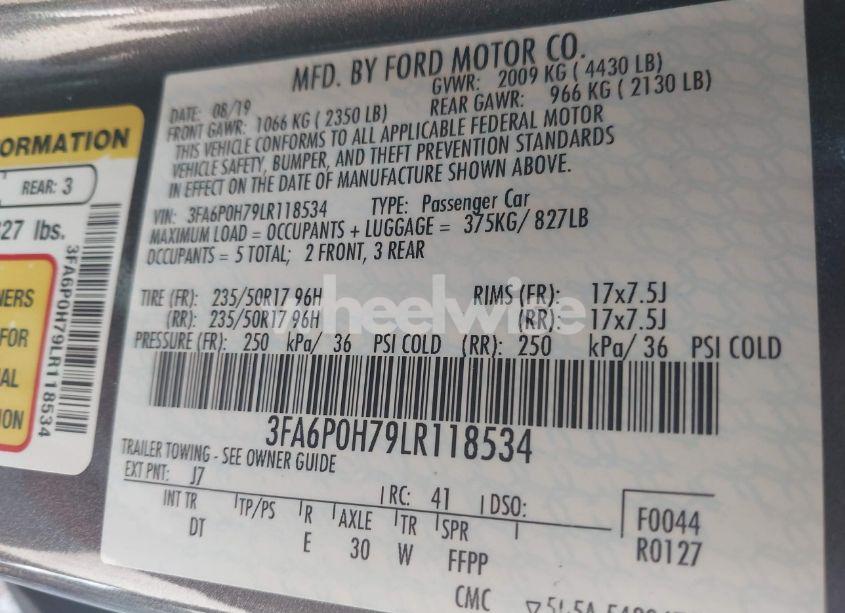 MFD. BY FORD MOTOR CO.
DATE: 08/19 GVWR: 2009 KG ( 4430 LB)
FRONT GAWR: 1066 KG ( 2350 LB) REAR GAWR: 966 KG ( 2130 LB)
THIS VEHICLE CONFORMS TO ALL APPLICABLE FEDERAL MOTOR
VEHICLE SAFETY, BUMPER, AND THEFT PREVENTION STANDARDS
IN EFFECT ON THE DATE OF MANUFACTURE SHOWN ABOVE.
VIN: 3FA6P0H79LR118534 TYPE: Passenger Car
MAXIMUM LOAD = OCCUPANTS + LUGGAGE = 375KG/ 827LB
OCCUPANTS = 5 TOTAL; 2 FRONT, 3 REAR
TIRE (FR): 235/50R17 96H RIMS (FR): 17x7.5J
(RR): 235/50R17 96H (RR): 17x7.5J
PRESSURE (FR): 250 kPa/ 36 PSI COLD (RR): 250 kPa/ 36 PSI COLD
3FA6P0H79LR118534
TRAILER TOWING - SEE OWNER GUIDE
EXT PNT: J7 RC: 41 DSO:
INT TR TP/PS R AXLE TR SPR
DT E 30 W FFPP
CMC
F0044
R0127
ORMATION
REAR: 3
27 lbs.
NERS
FOR
AL
ION
3FA6P0H79LR118534
wheelwire